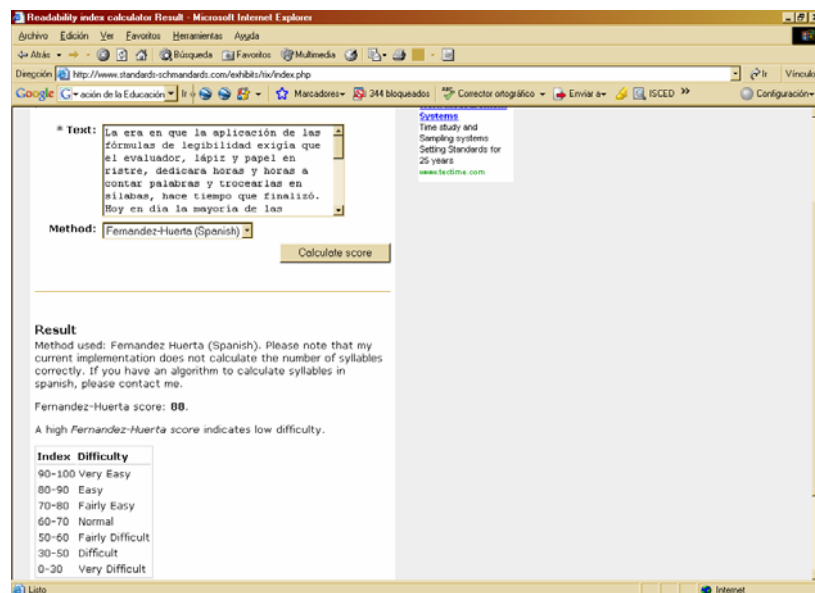 Readability index calculator Result - Microsoft Internet Explorer
Archivo Edición Ver Favoritos Herramientas Ayuda
Atrás Búsqueda Favoritos Multimedia
Dirección http://www.standards-schmandards.com/exhibits/rix/index.php Ir Vínculo
Google G ación de la Educación Ir Marcadores 344 bloqueados Corrector ortográfico Enviar a ISCED » Configuración
Systems
Time study and
Sampling systems
Setting Standards for
25 years
www.tectime.com
* Text: La era en que la aplicación de las
fórmulas de legibilidad exigía que
el evaluador, lápiz y papel en
ristre, dedicara horas y horas a
contar palabras y trocearlas en
sílabas, hace tiempo que finalizó.
Hoy en día la mayoría de las
Method: Fernandez-Huerta (Spanish)
Calculate score
Result
Method used: Fernandez Huerta (Spanish). Please note that my
current implementation does not calculate the number of syllables
correctly. If you have an algorithm to calculate syllables in
spanish, please contact me.
Fernandez-Huerta score: 80.
A high Fernandez-Huerta score indicates low difficulty.
Index Difficulty
90-100 Very Easy
80-90 Easy
70-80 Fairly Easy
60-70 Normal
50-60 Fairly Difficult
30-50 Difficult
0-30 Very Difficult
Listo Internet